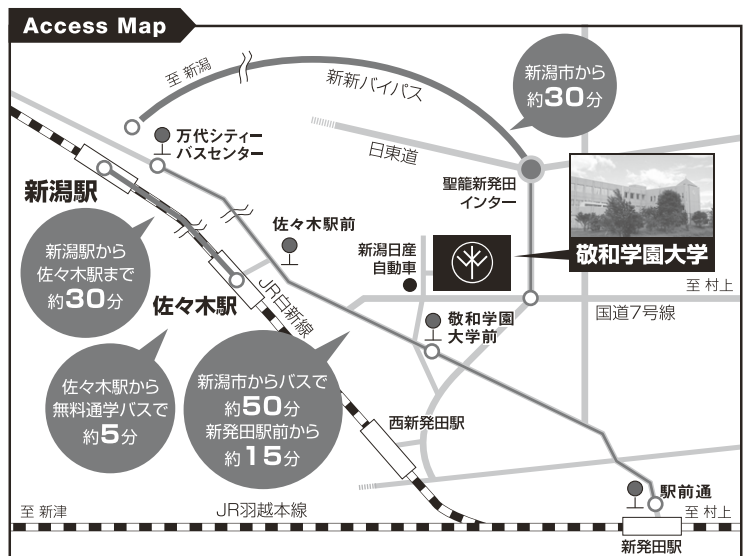 Access Map
至 新潟
新新バイパス
新潟市から
約30分
万代シティー
バスセンター
日東道
聖籠新発田
インター
新潟駅
佐々木駅前
新潟日産
自動車
敬和学園大学
新潟駅から
佐々木駅まで
約30分
佐々木駅
JR白新線
至 村上
国道7号線
敬和学園
大学前
佐々木駅から
無料通学バスで
約5分
新潟市からバスで
約50分
新発田駅前から
約15分
西新発田駅
駅前通
至 新津
JR羽越本線
至 村上
新発田駅